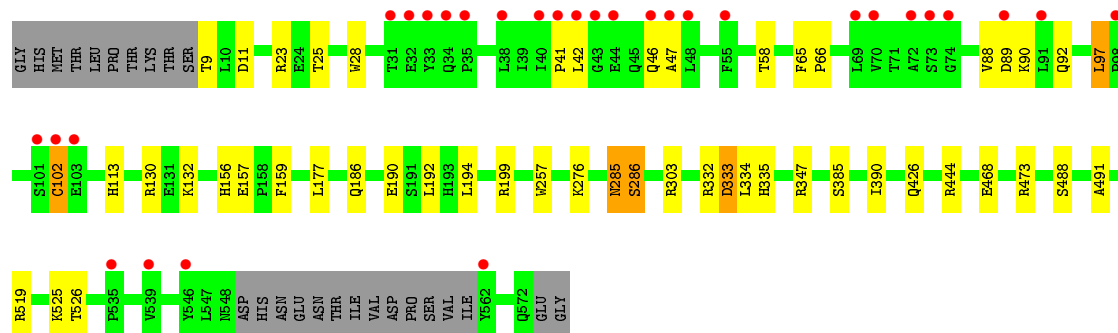 GLY HIS MET THR LEU PRO THR LYS THR SER T9 L10 D11 R23 E24 T25 W28 T31 E32 Y33 Q34 P35 L38 I39 I40 P41 L42 G43 E44 Q45 Q46 A47 L48 F55 T58 F65 P66 L69 V70 T71 A72 S73 G74 V88 D89 K90 L91 Q92 L97 P98
S101 C102 E103 H113 R130 E131 K132 H156 E157 P158 F159 L177 Q186 E190 S191 L192 H193 L194 R199 W257 K276 N285 S286 R303 R332 D333 L334 H335 R347 S385 I390 Q426 R444 E468 R473 S488 A491
R519 K525 T526 P535 V539 Y546 L547 N548 ASP HIS ASN GLU ASN THR ILE VAL ASP PRO SER VAL ILE Y562 Q572 GLU GLY